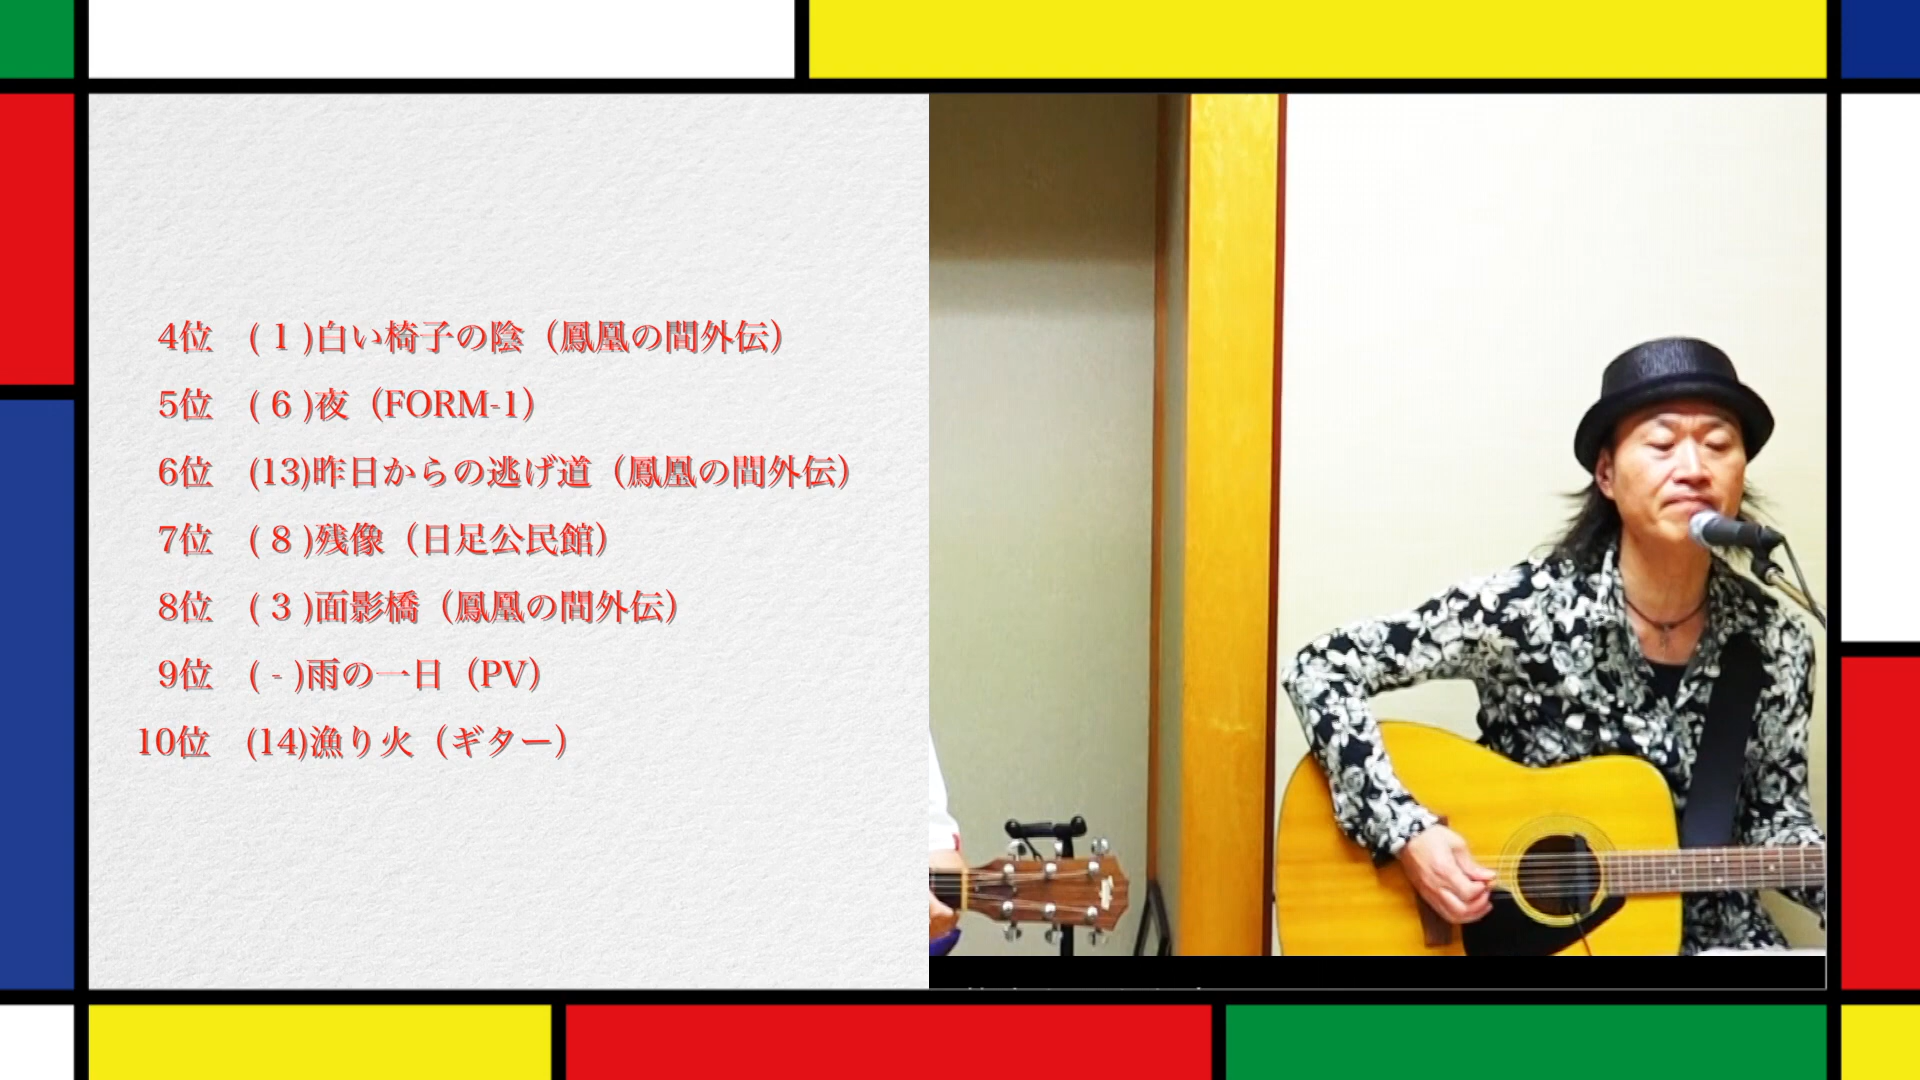 4位 ( 1 )白い椅子の陰（鳳凰の間外伝）
5位 ( 6 )夜（FORM-1）
6位 (13)昨日からの逃げ道（鳳凰の間外伝）
7位 ( 8 )残像（日足公民館）
8位 ( 3 )面影橋（鳳凰の間外伝）
9位 ( - )雨の一日（PV）
10位 (14)漁り火（ギター）